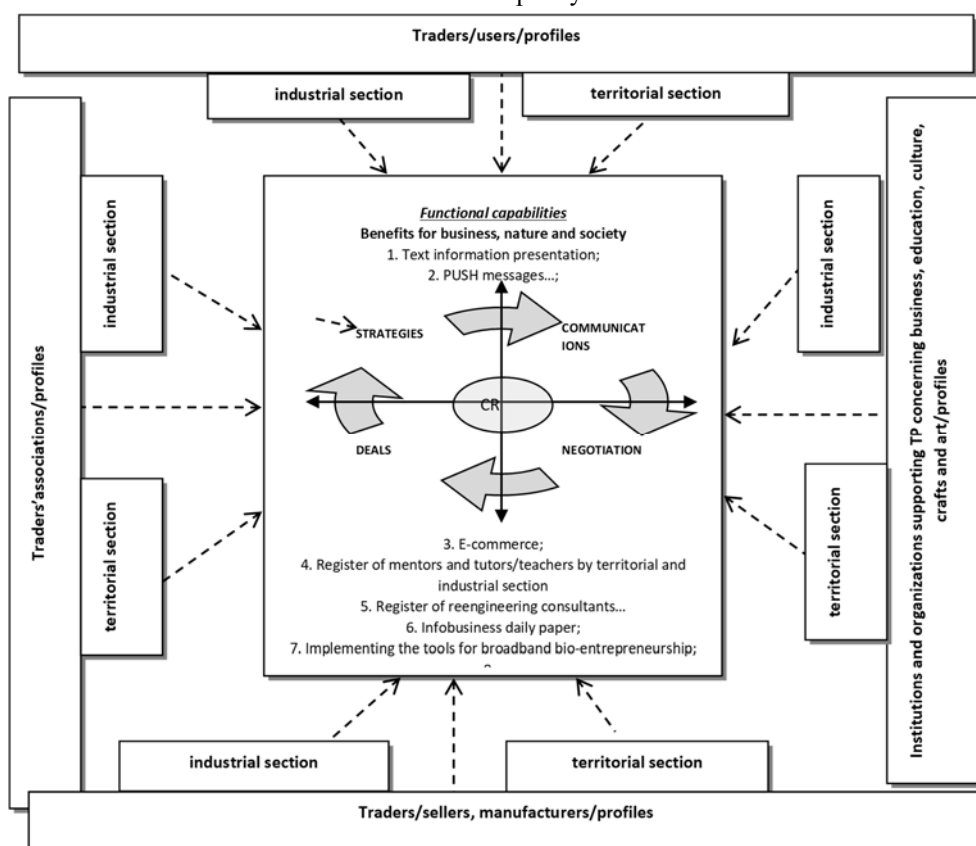 Traders/users/profiles
industrial section
territorial section
Traders'associations/profiles
industrial section
territorial section
Functional capabilities
Benefits for business, nature and society
1. Text information presentation;
2. PUSH messages...;
STRATEGIES
COMMUNICAT
IONS
CR
DEALS
NEGOTIATION
3. E-commerce;
4. Register of mentors and tutors/teachers by territorial and
industrial section
5. Register of reengineering consultants...
6. Infobusiness daily paper;
7. Implementing the tools for broadband bio-entrepreneurship;
industrial section
territorial section
Institutions and organizations supporting TP concerning business, education, culture,
crafts and art/profiles
industrial section
territorial section
Traders/sellers, manufacturers/profiles